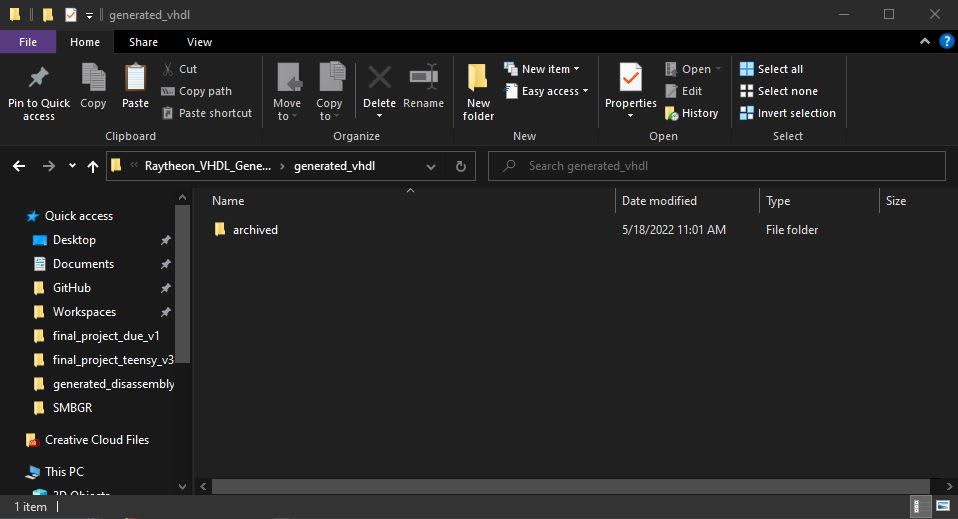 generated_vhdl
File Home Share View
Pin to Quick access
Copy
Paste
Cut
Copy path
Paste shortcut
Clipboard
Move to
Copy to
Delete
Rename
Organize
New folder
New item
Easy access
New
Properties
Open
Edit
History
Open
Select all
Select none
Invert selection
Select
« Raytheon_VHDL_Gene... > generated_vhdl
Search generated_vhdl
Name Date modified Type Size
archived 5/18/2022 11:01 AM File folder
Quick access
Desktop
Documents
GitHub
Workspaces
final_project_due_v1
final_project_teensy_v3
generated_disassembly
SMBGR
Creative Cloud Files
This PC
3D Objects
1 item